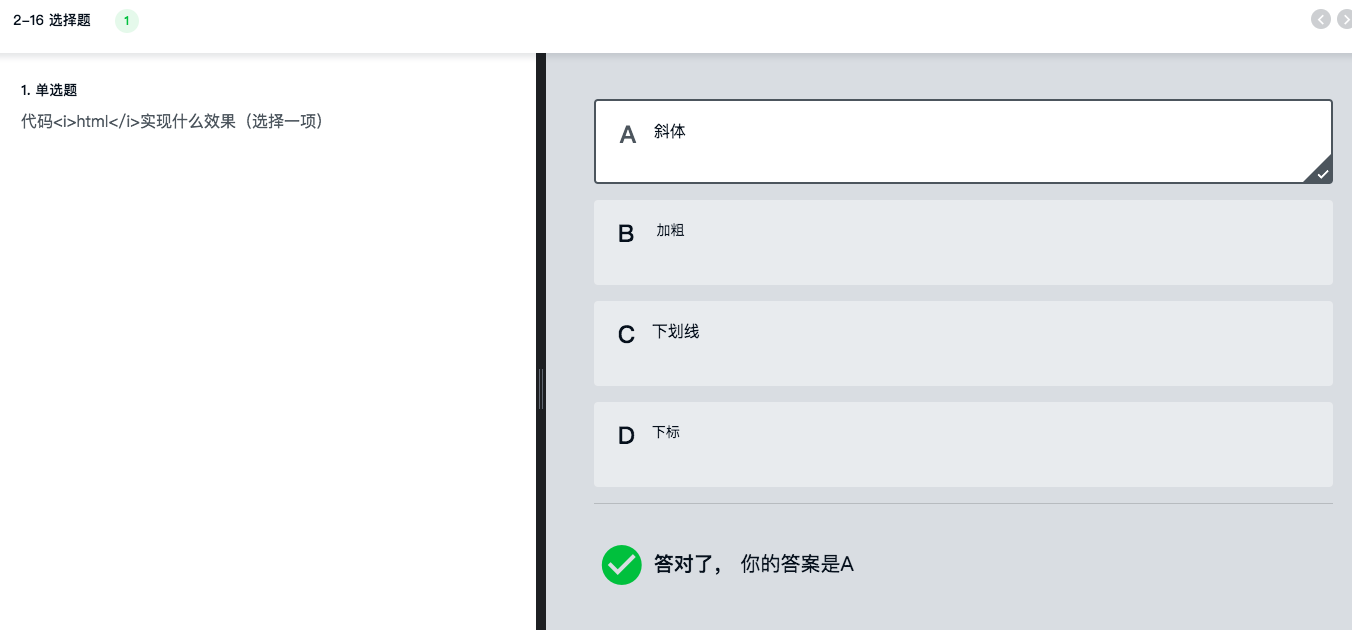 2-16 选择题 1
1. 单选题
代码<i>html</i>实现什么效果（选择一项）
A 斜体
B 加粗
C 下划线
D 下标
答对了， 你的答案是A